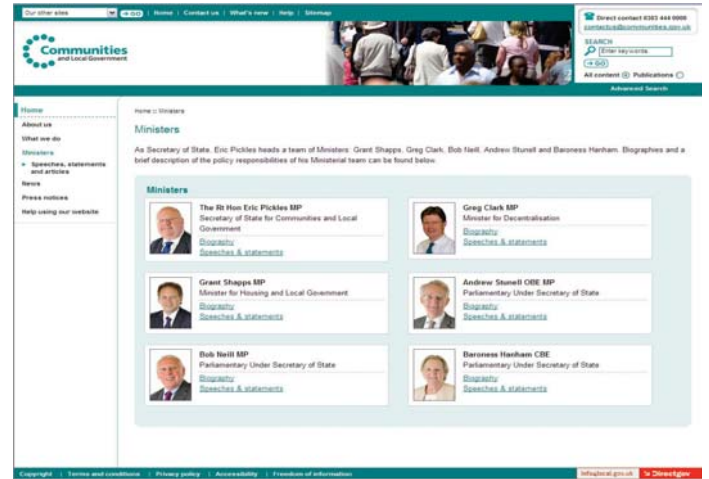 Our other sites
GO | Home | Contact us | What's new | Help | Sitemap
Direct contact 0303 444 0000
contactus@communities.gov.uk
SEARCH
Enter keywords
GO
All content Publications
Advanced Search
Communities
and Local Government
Home
About us
What we do
Ministers
Speeches, statements
and articles
News
Press notices
Help using our website
Home :: Ministers
Ministers
As Secretary of State, Eric Pickles heads a team of Ministers: Grant Shapps, Greg Clark, Bob Neill, Andrew Stunell and Baroness Hanham. Biographies and a
brief description of the policy responsibilities of his Ministerial team can be found below.
Ministers
The Rt Hon Eric Pickles MP
Secretary of State for Communities and Local
Government
Biography
Speeches & statements
Greg Clark MP
Minister for Decentralisation
Biography
Speeches & statements
Grant Shapps MP
Minister for Housing and Local Government
Biography
Speeches & statements
Andrew Stunell OBE MP
Parliamentary Under Secretary of State
Biography
Speeches & statements
Bob Neill MP
Parliamentary Under Secretary of State
Biography
Speeches & statements
Baroness Hanham CBE
Parliamentary Under Secretary of State
Biography
Speeches & statements
Copyright | Terms and conditions | Privacy policy | Accessibility | Freedom of information
info4local.gov.uk
Directgov